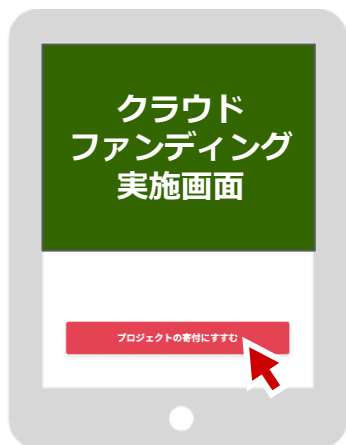 クラウド
ファンディング
実施画面
プロジェクトの寄付にすすむ